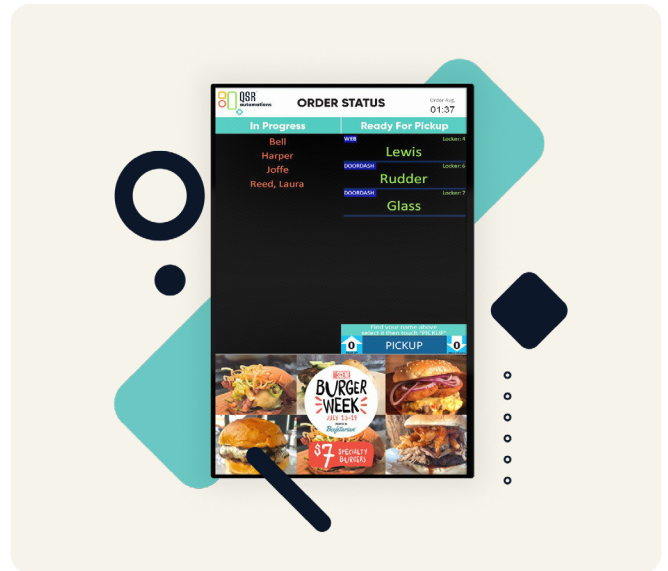 QSR
automations
ORDER STATUS
Order Avg.
01:37
In Progress
Ready For Pickup
Bell
Harper
Joffe
Reed, Laura
WEB
Locker: 4
Lewis
DOORDASH
Locker: 6
Rudder
DOORDASH
Locker: 7
Glass
Find your name above
select it then touch "PICKUP"
0
PICKUP
0
BURGER
WEEK
JULY 13-19
$7
SPECIALTY
BURGERS